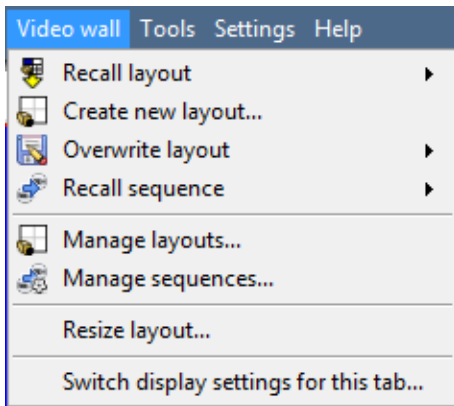 Video wall Tools Settings Help
Recall layout
Create new layout...
Overwrite layout
Recall sequence
Manage layouts...
Manage sequences...
Resize layout...
Switch display settings for this tab...